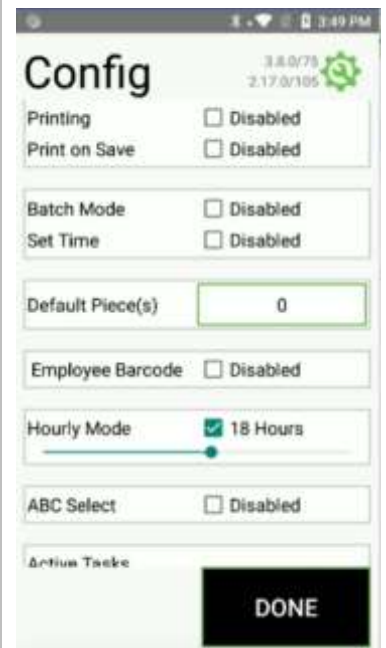 3:49 PM
Config
3.8.0/75
2.17.0/105
Printing Disabled
Print on Save Disabled
Batch Mode Disabled
Set Time Disabled
Default Piece(s) 0
Employee Barcode Disabled
Hourly Mode 18 Hours
ABC Select Disabled
Active Tasks
DONE